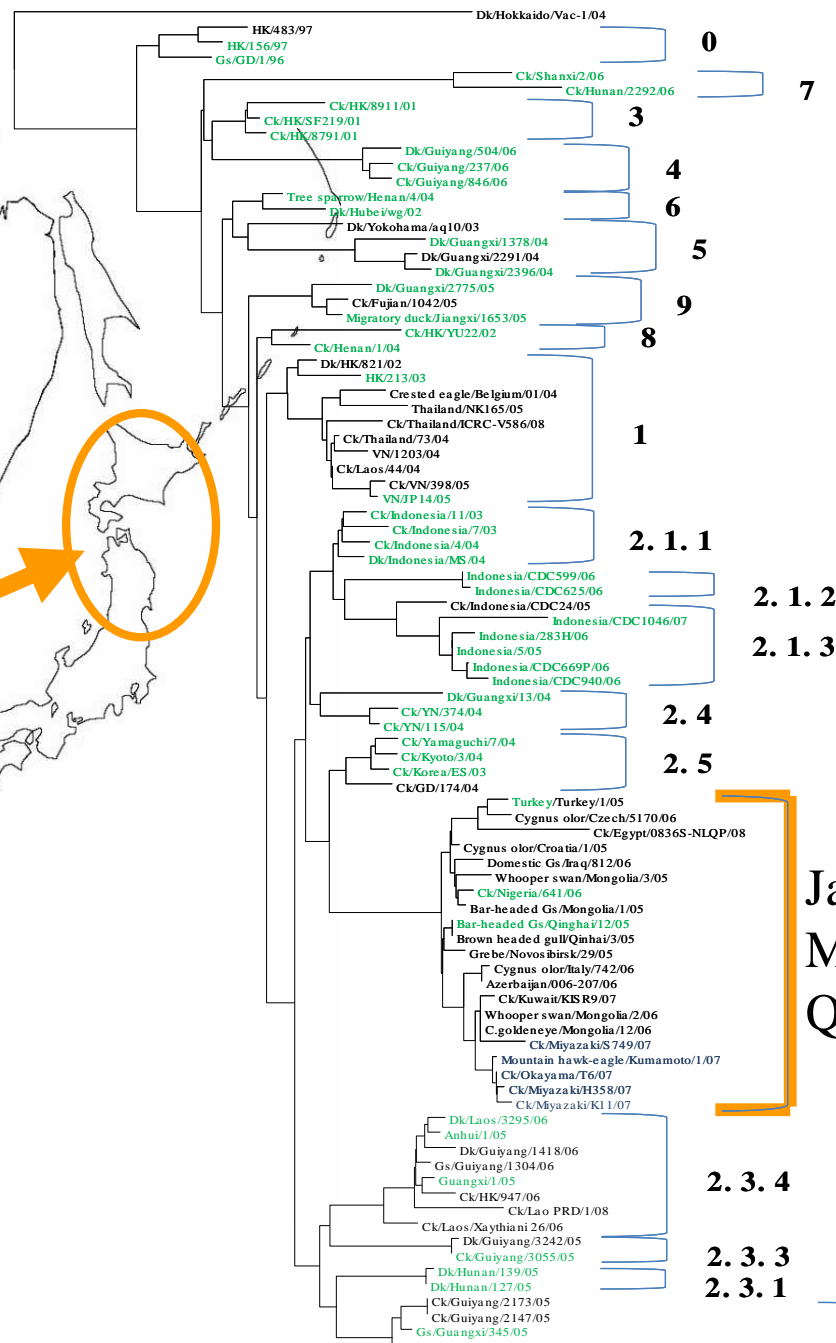 Dk/Hokkaido/Vac-1/04
HK/483/97
HK/156/97
Gs/GD/1/96
0
Ck/Shanxi/2/06
Ck/Hunan/2292/06
7
Ck/HK/8911/01
Ck/HK/SF219/01
Ck/HK/8791/01
3
Dk/Guiyang/504/06
Ck/Guiyang/237/06
Ck/Guiyang/846/06
4
Tree sparrow/Henan/4/04
Dk/Hubei/wg/02
6
Dk/Yokohama/aq10/03
Dk/Guangxi/1378/04
Dk/Guangxi/2291/04
Dk/Guangxi/2396/04
5
Dk/Guangxi/2775/05
Ck/Fujian/1042/05
Migratory duck/Jiangxi/1653/05
9
Ck/HK/YU22/02
Ck/Henan/1/04
8
Dk/HK/821/02
HK/213/03
Crested eagle/Belgium/01/04
Thailand/NK165/05
Ck/Thailand/ICRC-V586/08
Ck/Thailand/73/04
VN/1203/04
Ck/Laos/44/04
Ck/VN/398/05
VN/JP14/05
1
Ck/Indonesia/11/03
Ck/Indonesia/7/03
Ck/Indonesia/4/04
Dk/Indonesia/MS/04
2. 1. 1
Indonesia/CDC599/06
Indonesia/CDC625/06
2. 1. 2
Ck/Indonesia/CDC24/05
Indonesia/CDC1046/07
Indonesia/283H/06
Indonesia/5/05
Indonesia/CDC669P/06
Indonesia/CDC940/06
2. 1. 3
Dk/Guangxi/13/04
Ck/YN/374/04
Ck/YN/115/04
2. 4
Ck/Yamaguchi/7/04
Ck/Kyoto/3/04
Ck/Korea/ES/03
Ck/GD/174/04
2. 5
Turkey/Turkey/1/05
Cygnus olor/Czech/5170/06
Ck/Egypt/0836S-NLQP/08
Cygnus olor/Croatia/1/05
Domestic Gs/Iraq/812/06
Whooper swan/Mongolia/3/05
Ck/Nigeria/641/06
Bar-headed Gs/Mongolia/1/05
Bar-headed Gs/Qinghai/12/05
Brown headed gull/Qinhai/3/05
Grebe/Novosibirsk/29/05
Cygnus olor/Italy/742/06
Azerbaijan/006-207/06
Ck/Kuwait/KISR9/07
Whooper swan/Mongolia/2/06
C.goldeneye/Mongolia/12/06
Ck/Miyazaki/S749/07
Mountain hawk-eagle/Kumamoto/1/07
Ck/Okayama/T6/07
Ck/Miyazaki/H358/07
Ck/Miyazaki/K11/07
Ja
M
Q
Dk/Laos/3295/06
Anhui/1/05
Dk/Guiyang/1418/06
Gs/Guiyang/1304/06
Guangxi/1/05
Ck/HK/947/06
Ck/Lao PRD/1/08
Ck/Laos/Xaythiani 26/06
2. 3. 4
Dk/Guiyang/3242/05
Ck/Guiyang/3055/05
2. 3. 3
Dk/Hunan/139/05
Dk/Hunan/127/05
2. 3. 1
Ck/Guiyang/2173/05
Ck/Guiyang/2147/05
Gs/Guangxi/345/05